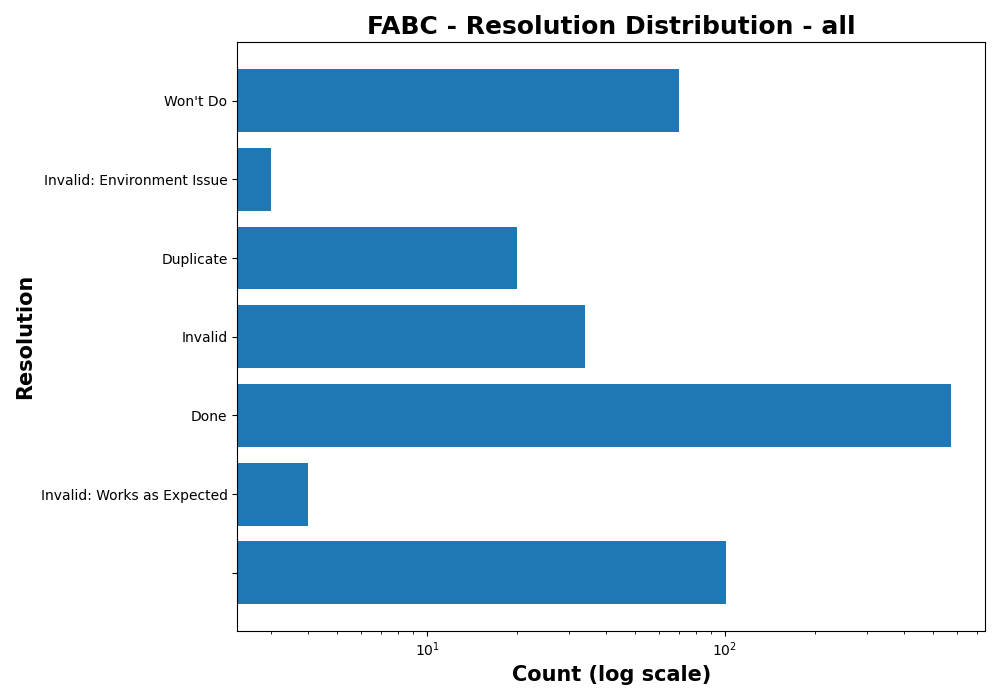 FABC - Resolution Distribution - all
Won't Do
Invalid: Environment Issue
Duplicate
Invalid
Done
Invalid: Works as Expected
Resolution
10¹
10²
Count (log scale)